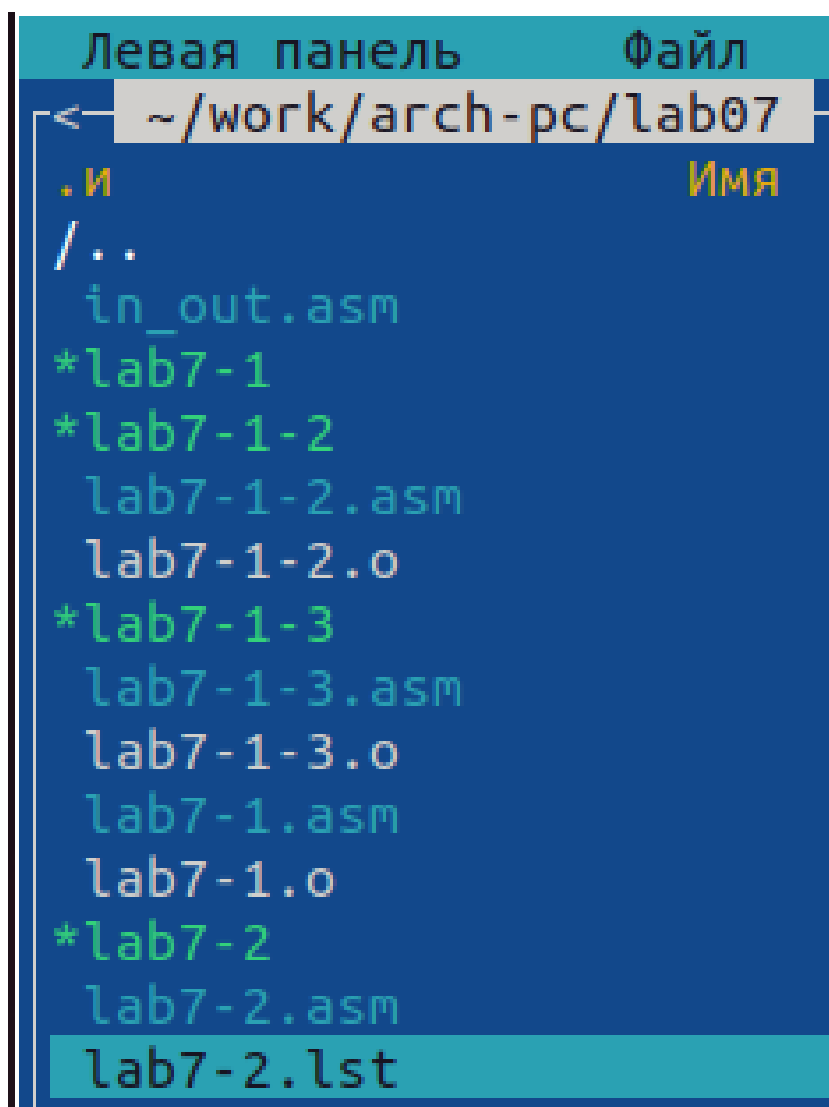 Левая панель Файл
<- ~/work/arch-pc/lab07
.и Имя
/..
in_out.asm
*lab7-1
*lab7-1-2
lab7-1-2.asm
lab7-1-2.o
*lab7-1-3
lab7-1-3.asm
lab7-1-3.o
lab7-1.asm
lab7-1.o
*lab7-2
lab7-2.asm
lab7-2.lst